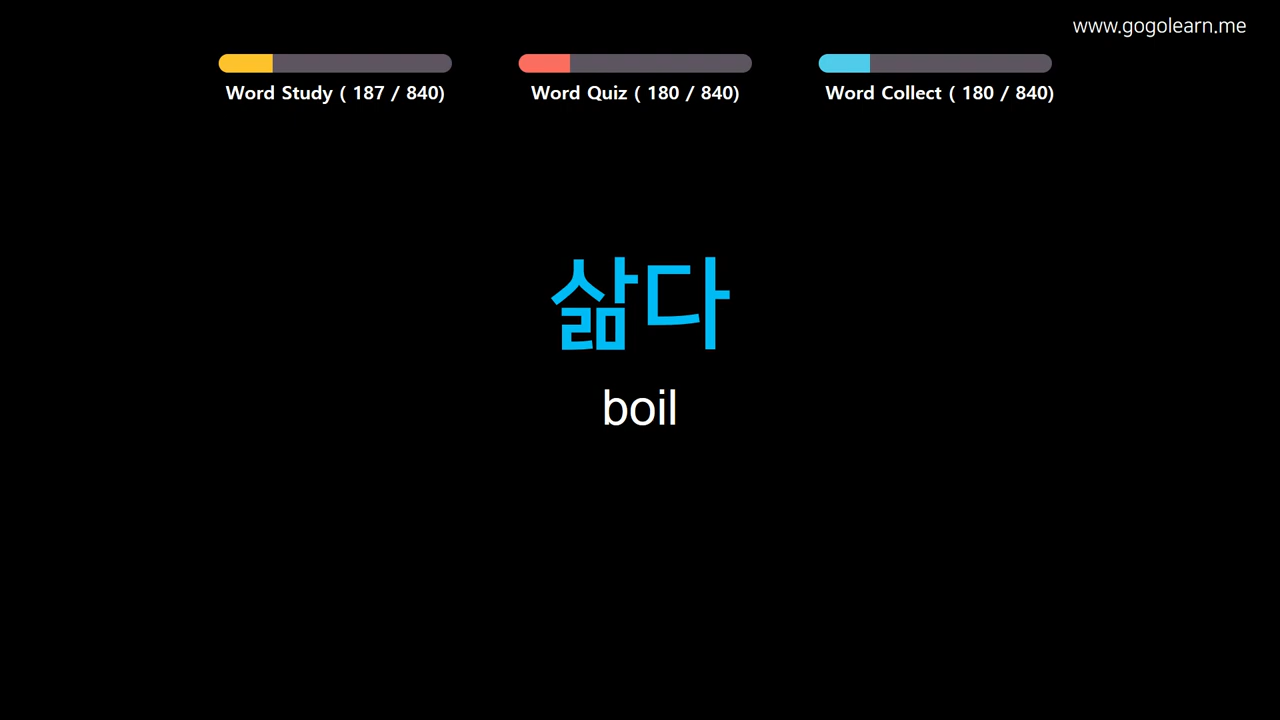 www.gogolearn.me
Word Study ( 187 / 840)
Word Quiz ( 180 / 840)
Word Collect ( 180 / 840)
삶다
boil